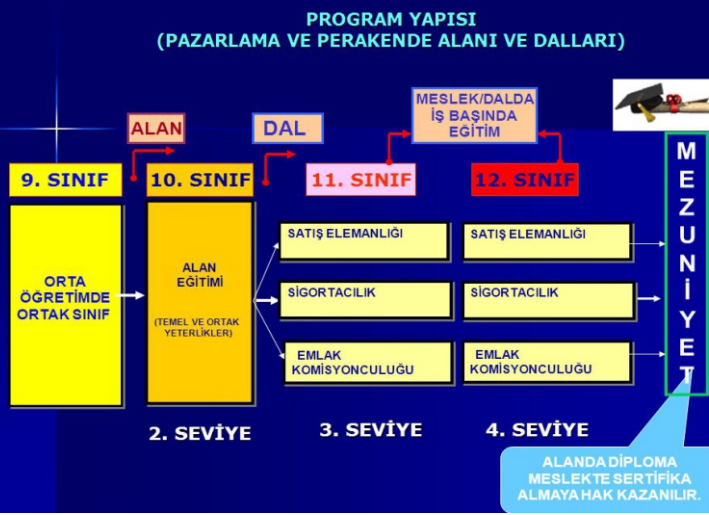 PROGRAM YAPISI
(PAZARLAMA VE PERAKENDE ALANI VE DALLARI)
ALAN
DAL
MESLEK/DALDA
İŞ BAŞINDA
EĞİTİM
9. SINIF
10. SINIF
11. SINIF
12. SINIF
MEZUNİYET
ORTA
ÖĞRETİMDE
ORTAK SINIF
ALAN
EĞİTİMİ
(TEMEL VE ORTAK
YETERLİKLER)
SATIŞ ELEMANLIĞI
SİGORTACILIK
EMLAK
KOMİSYONCULUĞU
SATIŞ ELEMANLIĞI
SİGORTACILIK
EMLAK
KOMİSYONCULUĞU
2. SEVİYE
3. SEVİYE
4. SEVİYE
ALANDA DİPLOMA
MESLEKTE SERTİFİKA
ALMAYA HAK KAZANILIR.